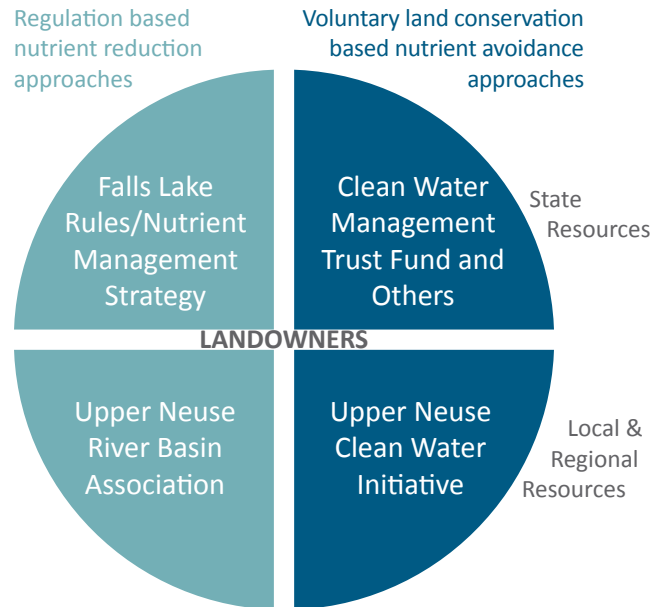 Regulation based
nutrient reduction
approaches
Voluntary land conservation
based nutrient avoidance
approaches
Falls Lake
Rules/Nutrient
Management
Strategy
Clean Water
Management
Trust Fund and
Others
State
Resources
LANDOWNERS
Upper Neuse
River Basin
Association
Upper Neuse
Clean Water
Initiative
Local &
Regional
Resources